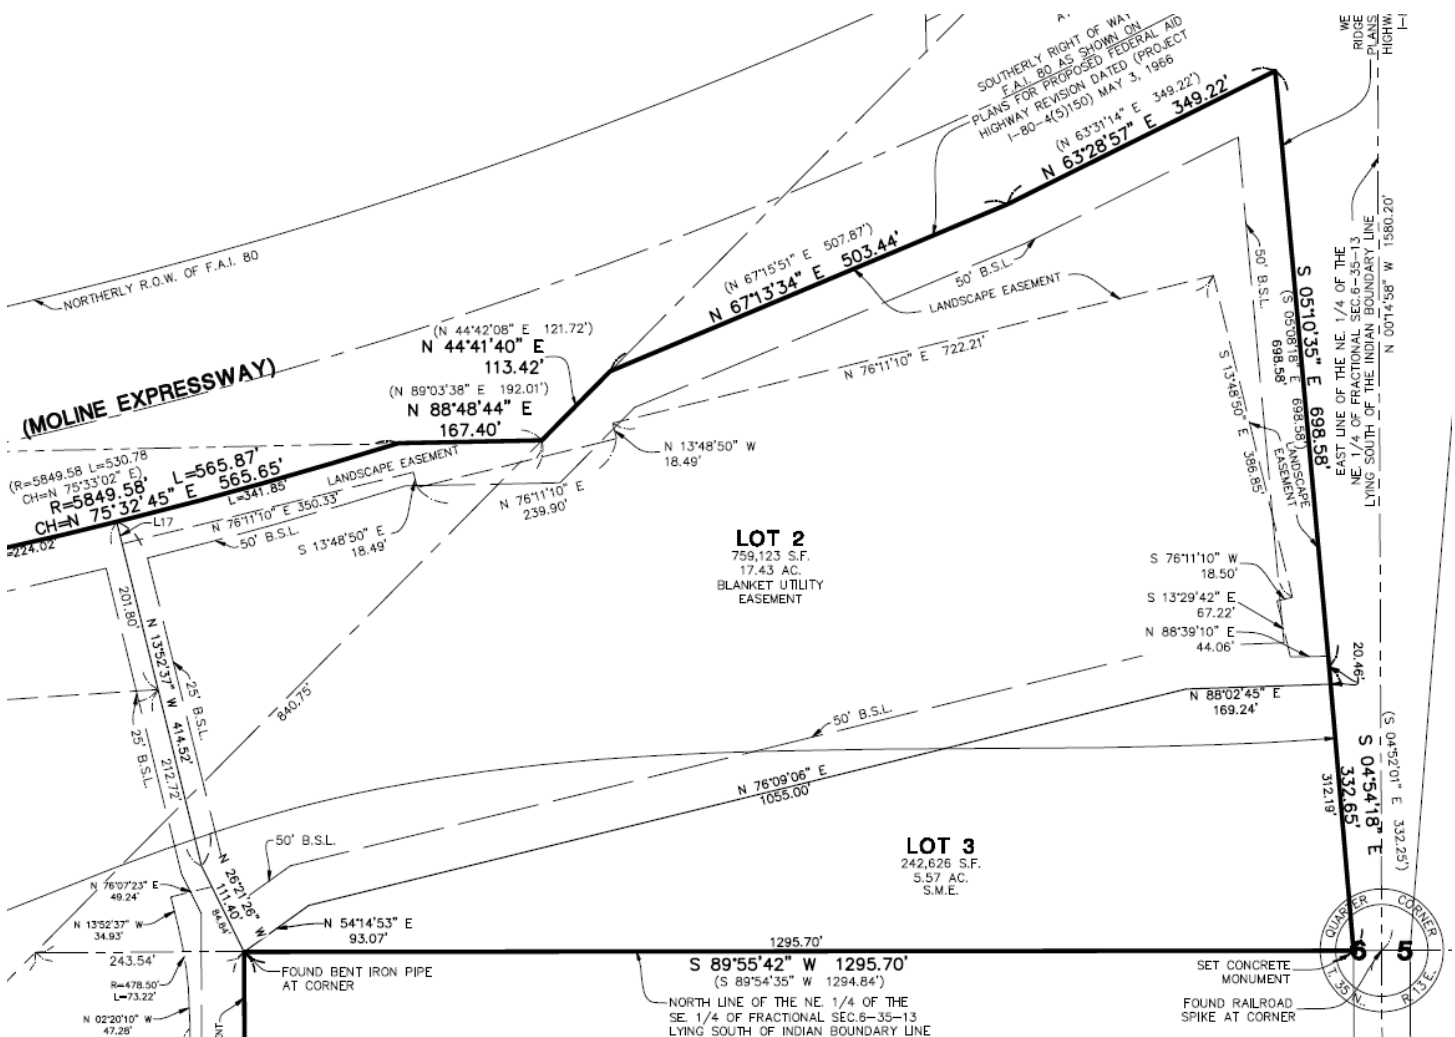 SOUTHERLY RIGHT OF WAY
F.A.I. 80 AS SHOWN ON
PLANS FOR PROPOSED FEDERAL AID
HIGHWAY REVISION DATED (PROJECT
I-80-4(5)150) MAY 3, 1966
WE
RIDGE
PLANS
HIGHWA
I-
(N 63°31'14" E 349.22')
N 63°28'57" E 349.22'
NORTHERLY R.O.W. OF F.A.I. 80
(N 67°15'51" E 507.87')
N 67°13'34" E 503.44'
50' B.S.L.
LANDSCAPE EASEMENT
50' B.S.L.
S 05°10'35" E 698.58'
(S 05°08'18" E 698.58')
698.58'
EAST LINE OF THE NE. 1/4 OF THE
NE. 1/4 OF FRACTIONAL SEC.6-35-13
LYING SOUTH OF THE INDIAN BOUNDARY LINE
N 00°14'58" W 1580.20'
(N 44°42'08" E 121.72')
N 44°41'40" E
113.42'
(N 89°03'38" E 192.01')
N 88°48'44" E
167.40'
N 76°11'10" E 722.21'
S 13°48'50" E 386.85'
LANDSCAPE
EASEMENT
(MOLINE EXPRESSWAY)
(R=5849.58 L=530.78
CH=N 75°33'02" E)
R=5849.58' L=565.87'
CH=N 75°32'45" E 565.65'
L=341.85'
=224.02'
L17
LANDSCAPE EASEMENT
N 76°11'10" E 350.33'
50' B.S.L.
S 13°48'50" E
18.49'
N 76°11'10" E
239.90'
N 13°48'50" W
18.49'
LOT 2
759,123 S.F.
17.43 AC.
BLANKET UTILITY
EASEMENT
S 76°11'10" W
18.50'
S 13°29'42" E
67.22'
N 88°39'10" E
44.06'
20.46'
N 88°02'45" E
169.24'
201.80'
N 13°52'37" W 414.52'
212.72'
25' B.S.L.
25' B.S.L.
840.75'
50' B.S.L.
N 76°09'06" E
1055.00'
S 04°54'18" E
332.65'
312.19'
(S 04°52'01" E 332.25')
50' B.S.L.
LOT 3
242,626 S.F.
5.57 AC.
S.M.E.
N 26°21'26" W
111.40'
84.84'
N 76°07'23" E
49.24'
N 13°52'37" W
34.93'
N 54°14'53" E
93.07'
243.54'
R=478.50'
L=73.22'
N 02°20'10" W
47.28'
FOUND BENT IRON PIPE
AT CORNER
1295.70'
S 89°55'42" W 1295.70'
(S 89°54'35" W 1294.84')
NORTH LINE OF THE NE. 1/4 OF THE
SE. 1/4 OF FRACTIONAL SEC.6-35-13
LYING SOUTH OF INDIAN BOUNDARY LINE
QUARTER CORNER
6 5
T. 35 N. R. 13 E.
SET CONCRETE
MONUMENT
FOUND RAILROAD
SPIKE AT CORNER